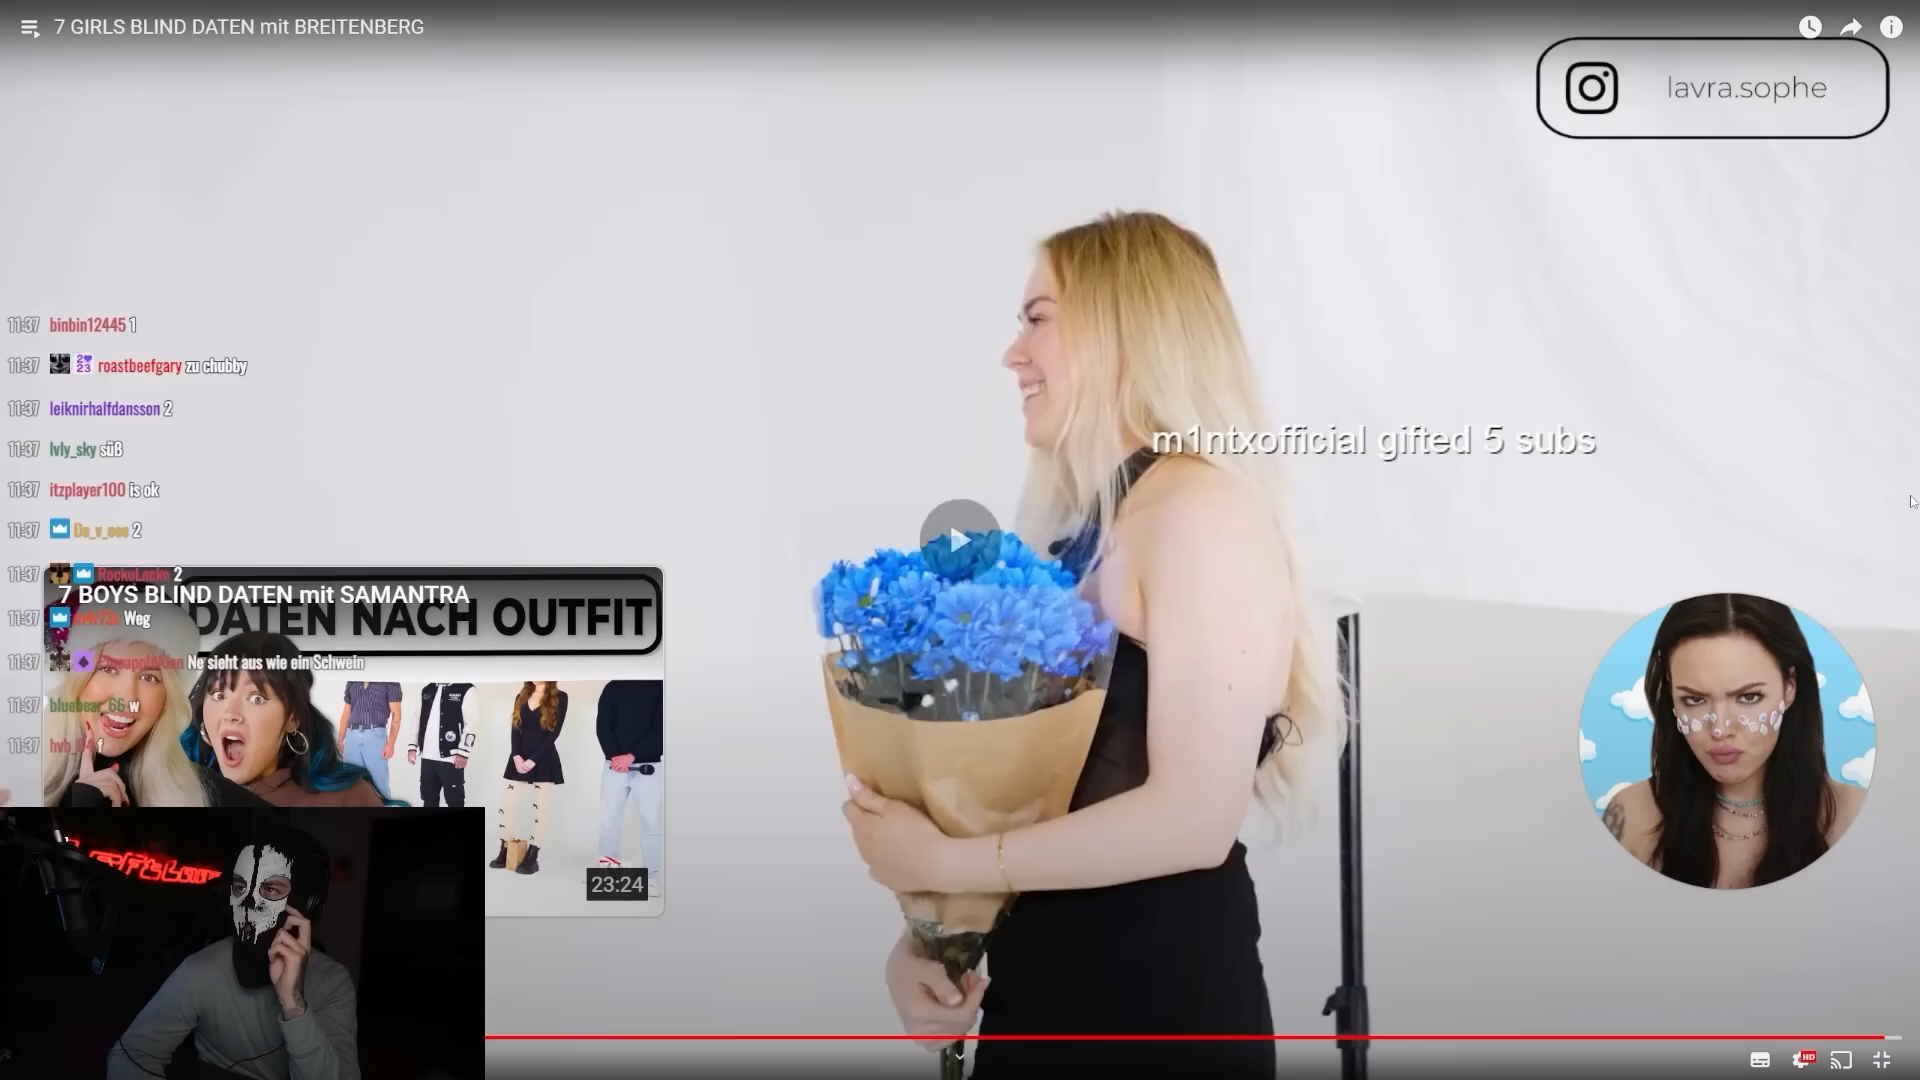 7 GIRLS BLIND DATEN mit BREITENBERG
lavra.sophe
11:37 binbin12445 1
11:37 roastbeefgary zu chubby
11:37 leiknirhalfdansson 2
11:37 lvly_sky süß
m1ntxofficial gifted 5 subs
11:37 itzplayer100 is ok
11:37 Da_v_ooo 2
11:37 RockyLocke 2
7 BOYS BLIND DATEN mit SAMANTRA
DATEN NACH OUTFIT
11:37 Weg
11:37 Ne sieht aus wie ein Schwein
11:37 bluebear_66 w
11:37 f
23:24
HD